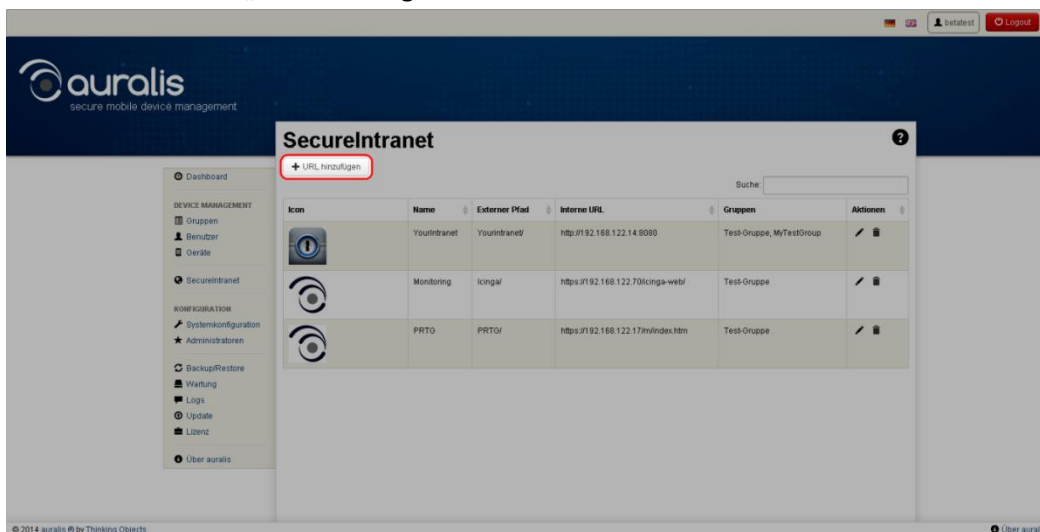 betatest
Logout
auralis
secure mobile device management
SecureIntranet
URL hinzufügen
Suche:
Dashboard
DEVICE MANAGEMENT
Gruppen
Benutzer
Geräte
SecureIntranet
KONFIGURATION
Systemkonfiguration
Administratoren
Backup/Restore
Wartung
Logs
Update
Lizenz
Über auralis
Icon Name Externer Pfad Interne URL Gruppen Aktionen
YourIntranet YourIntranet/ http://192.168.122.14:8080 Test-Gruppe, MyTestGroup
Monitoring Icinga/ https://192.168.122.70/icinga-web/ Test-Gruppe
PRTG PRTG/ https://192.168.122.17/m/index.htm Test-Gruppe
© 2014 auralis ® by Thinking Objects
Über aural